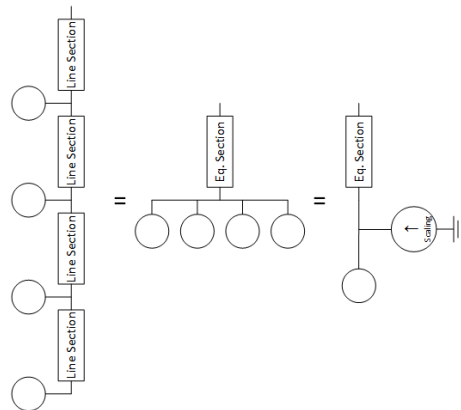 Line Section
Line Section
Line Section
Line Section
=
Eq. Section
=
Eq. Section
↑
Scaling